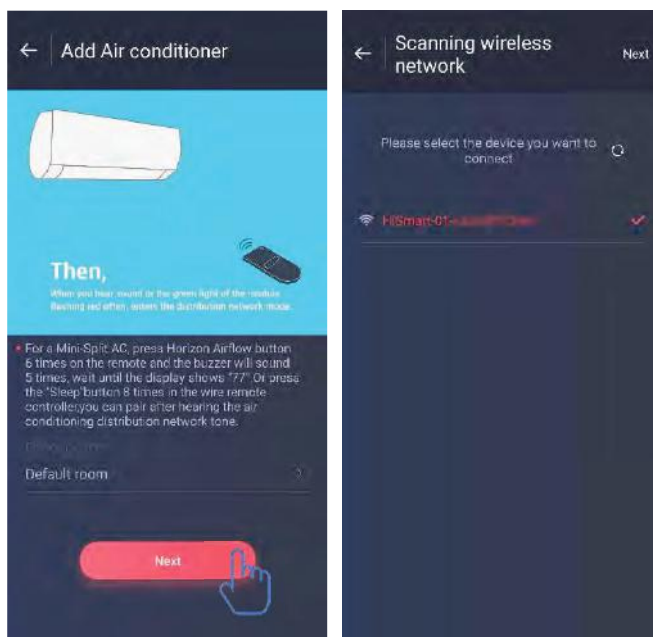 Add Air conditioner
Then,
When you hear sound or the green light of the module
flashing red often, enters the distribution network mode.
For a Mini-Split AC, press Horizon Airflow button
6 times on the remote and the buzzer will sound
5 times, wait until the display shows "77".Or press
the "Sleep"button 8 times in the wire remote
controller,you can pair after hearing the air
conditioning distribution network tone.
Default room
Next
Scanning wireless
network
Next
Please select the device you want to
connect
HiSmart-01-